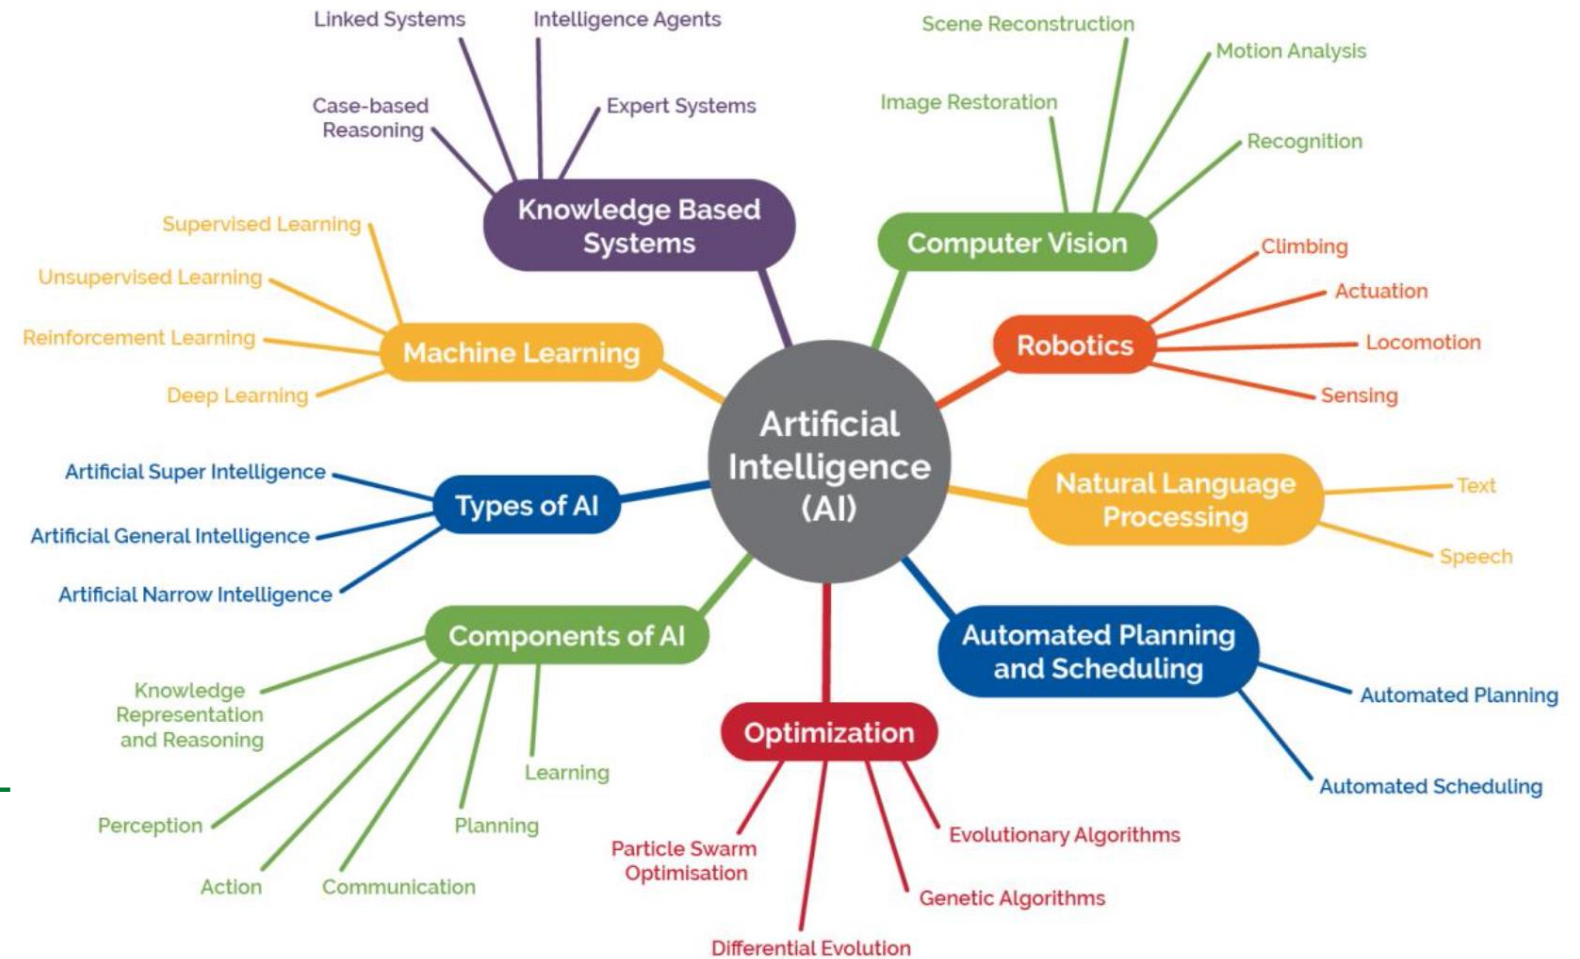 Linked Systems
Intelligence Agents
Case-based
Reasoning
Expert Systems
Knowledge Based
Systems
Scene Reconstruction
Motion Analysis
Image Restoration
Recognition
Computer Vision
Supervised Learning
Unsupervised Learning
Reinforcement Learning
Deep Learning
Machine Learning
Climbing
Actuation
Locomotion
Sensing
Robotics
Artificial
Intelligence
(AI)
Artificial Super Intelligence
Artificial General Intelligence
Artificial Narrow Intelligence
Types of AI
Natural Language
Processing
Text
Speech
Components of AI
Knowledge
Representation
and Reasoning
Perception
Action
Communication
Planning
Learning
Optimization
Particle Swarm
Optimisation
Differential Evolution
Genetic Algorithms
Evolutionary Algorithms
Automated Planning
and Scheduling
Automated Planning
Automated Scheduling